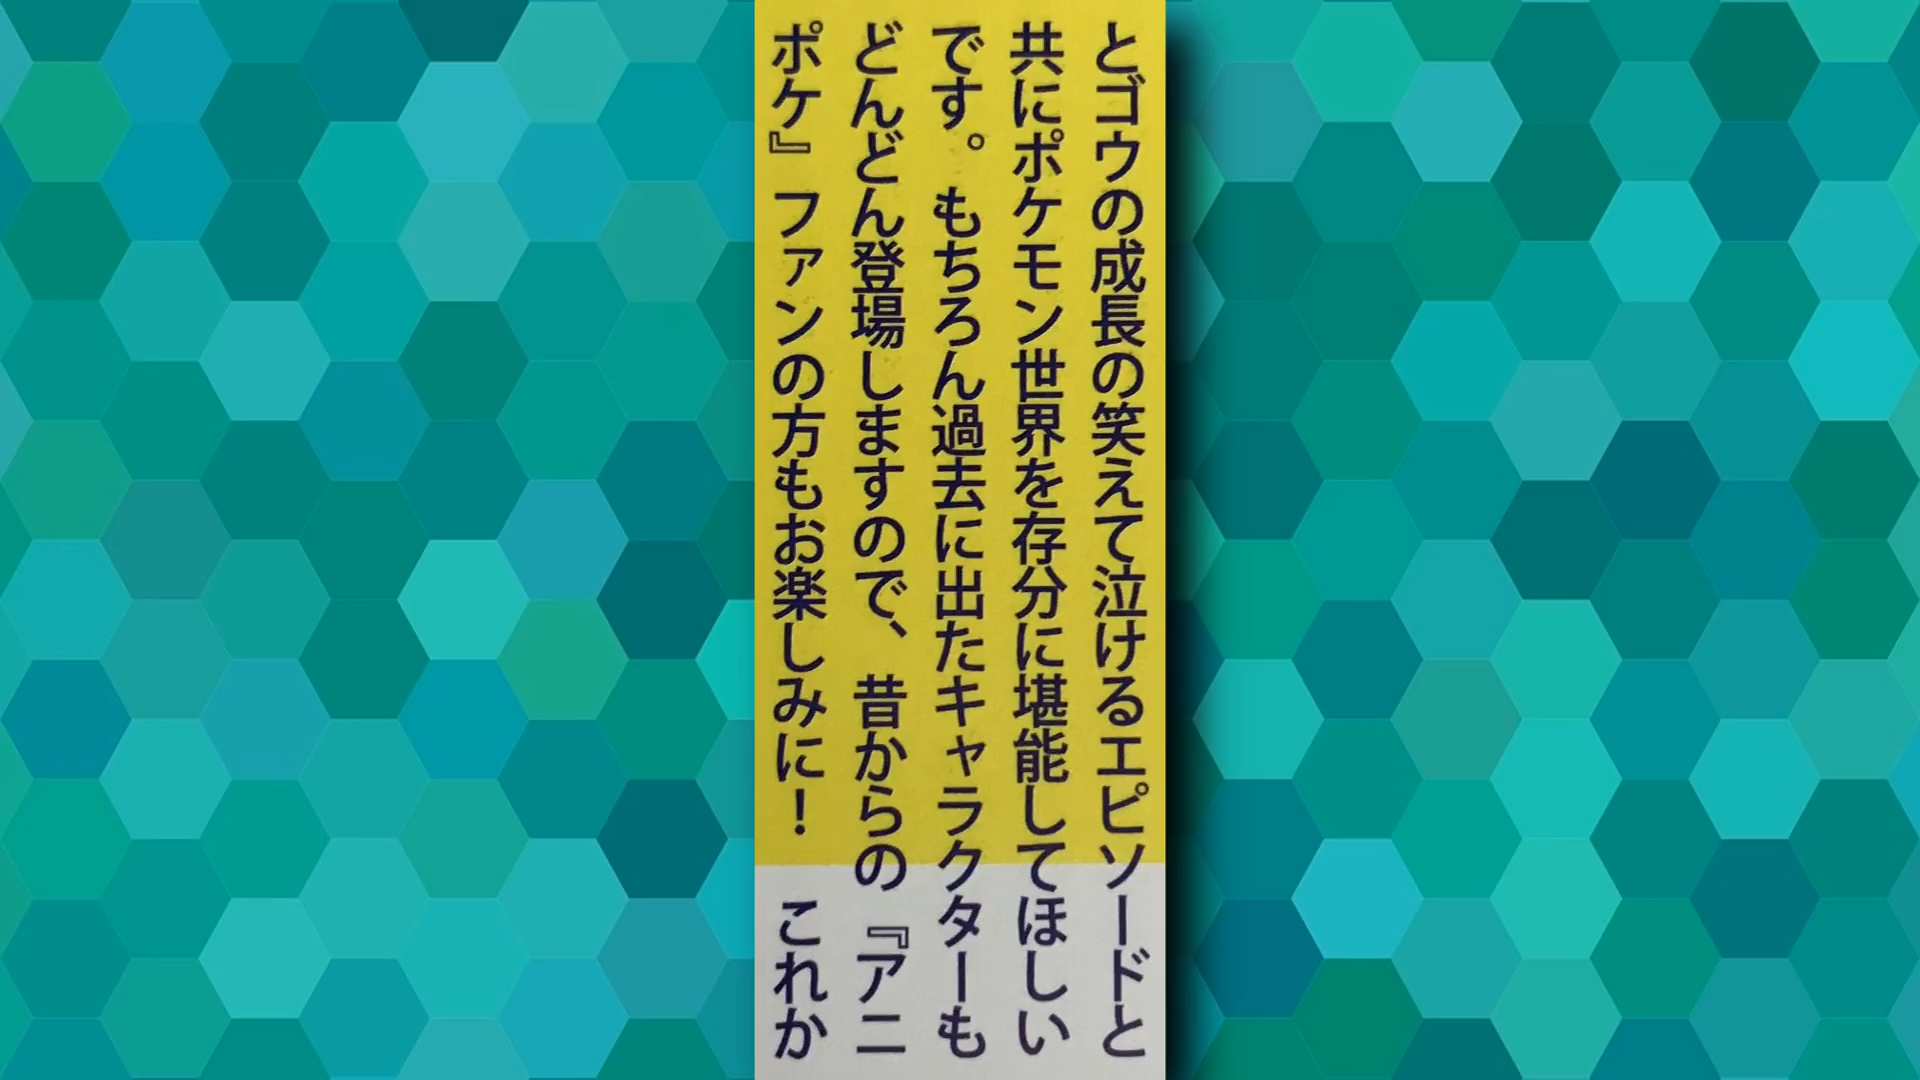 とゴウの成長の笑えて泣けるエピソードと
共にポケモン世界を存分に堪能してほしい
です。もちろん過去に出たキャラクターも
どんどん登場しますので、昔からの『アニ
ポケ』ファンの方もお楽しみに！　これか